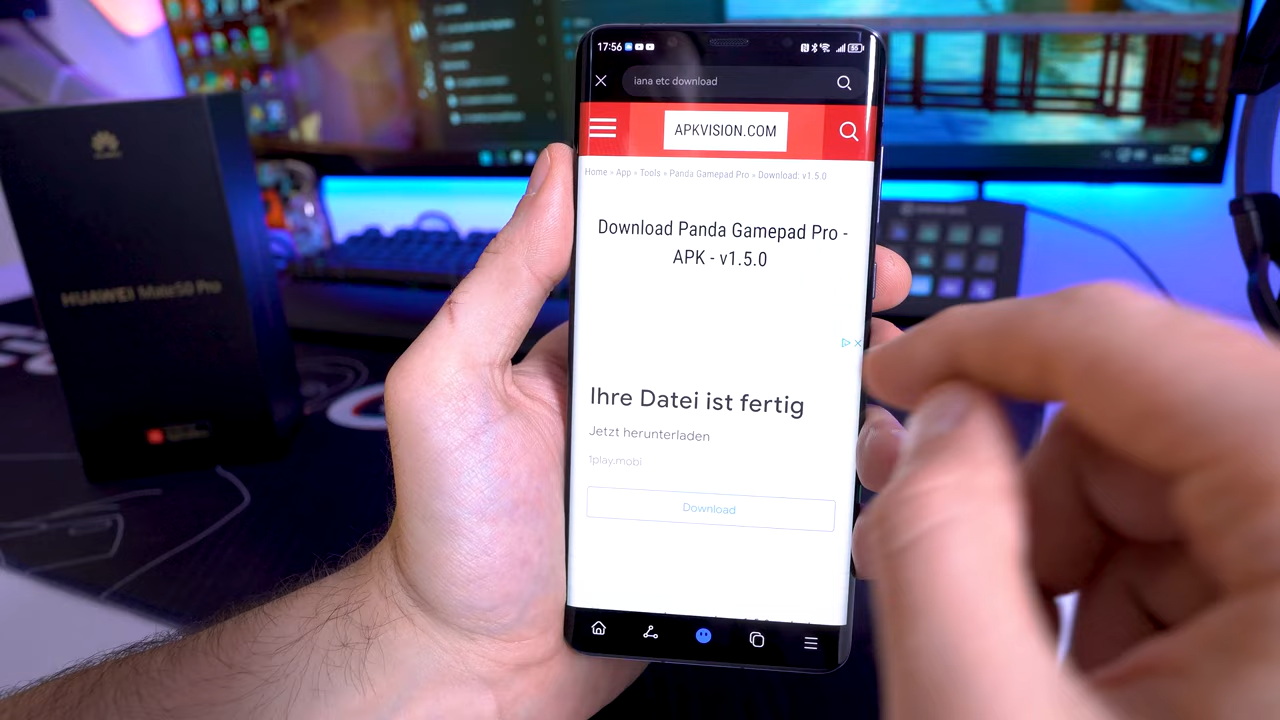 17:56
85
iana etc download
APKVISION.COM
Home » App » Tools » Panda Gamepad Pro » Download: v1.5.0
Download Panda Gamepad Pro -
APK - v1.5.0
Ihre Datei ist fertig
Jetzt herunterladen
1play.mobi
Download
HUAWEI Mate50 Pro